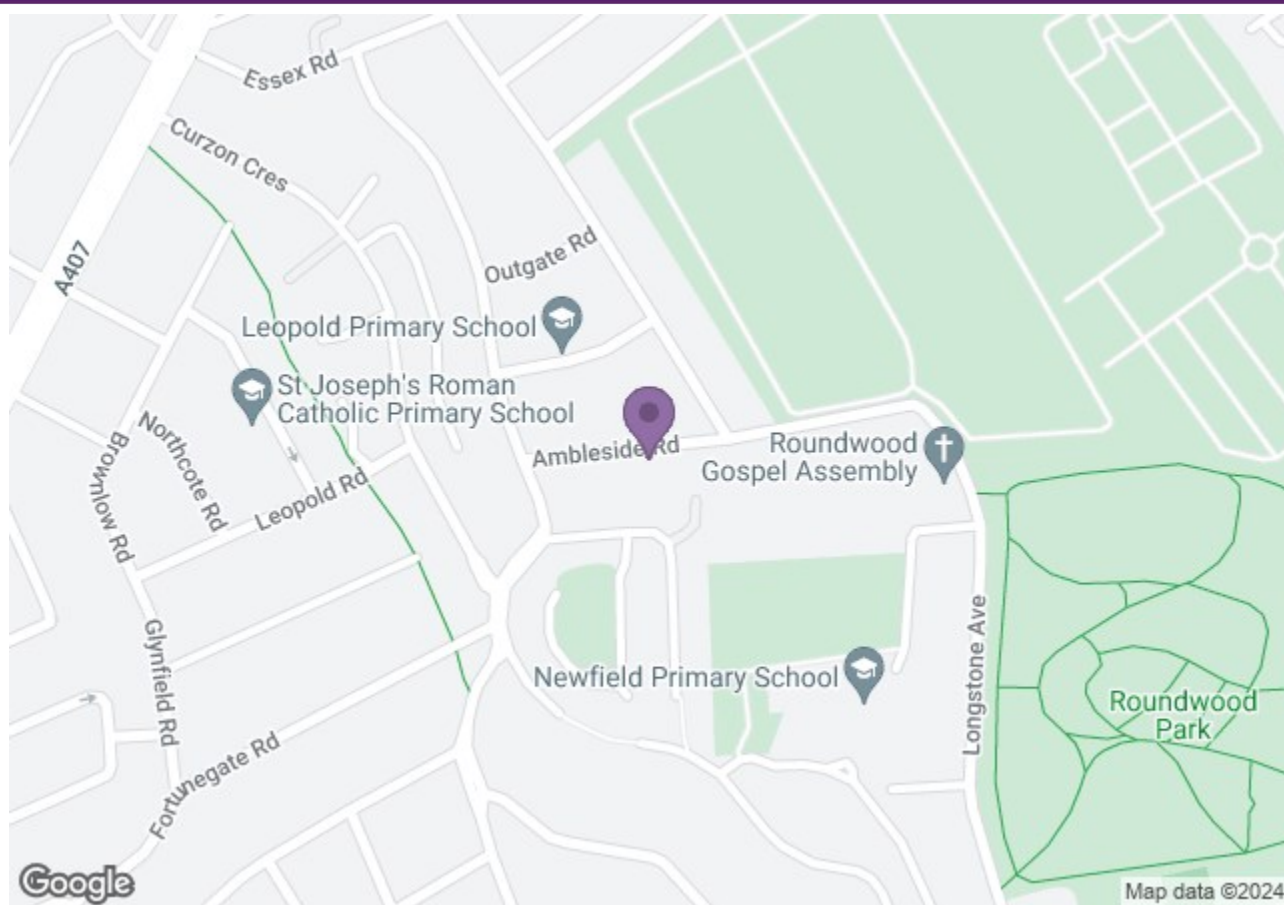 Essex Rd
Curzon Cres
A407
Outgate Rd
Leopold Primary School
St Joseph's Roman
Catholic Primary School
Northcote Rd
Brownlow Rd
Ambleside Rd
Roundwood
Gospel Assembly
Leopold Rd
Longstone Ave
Glynfield Rd
Newfield Primary School
Roundwood
Park
Fortunegate Rd
Google
Map data ©2024